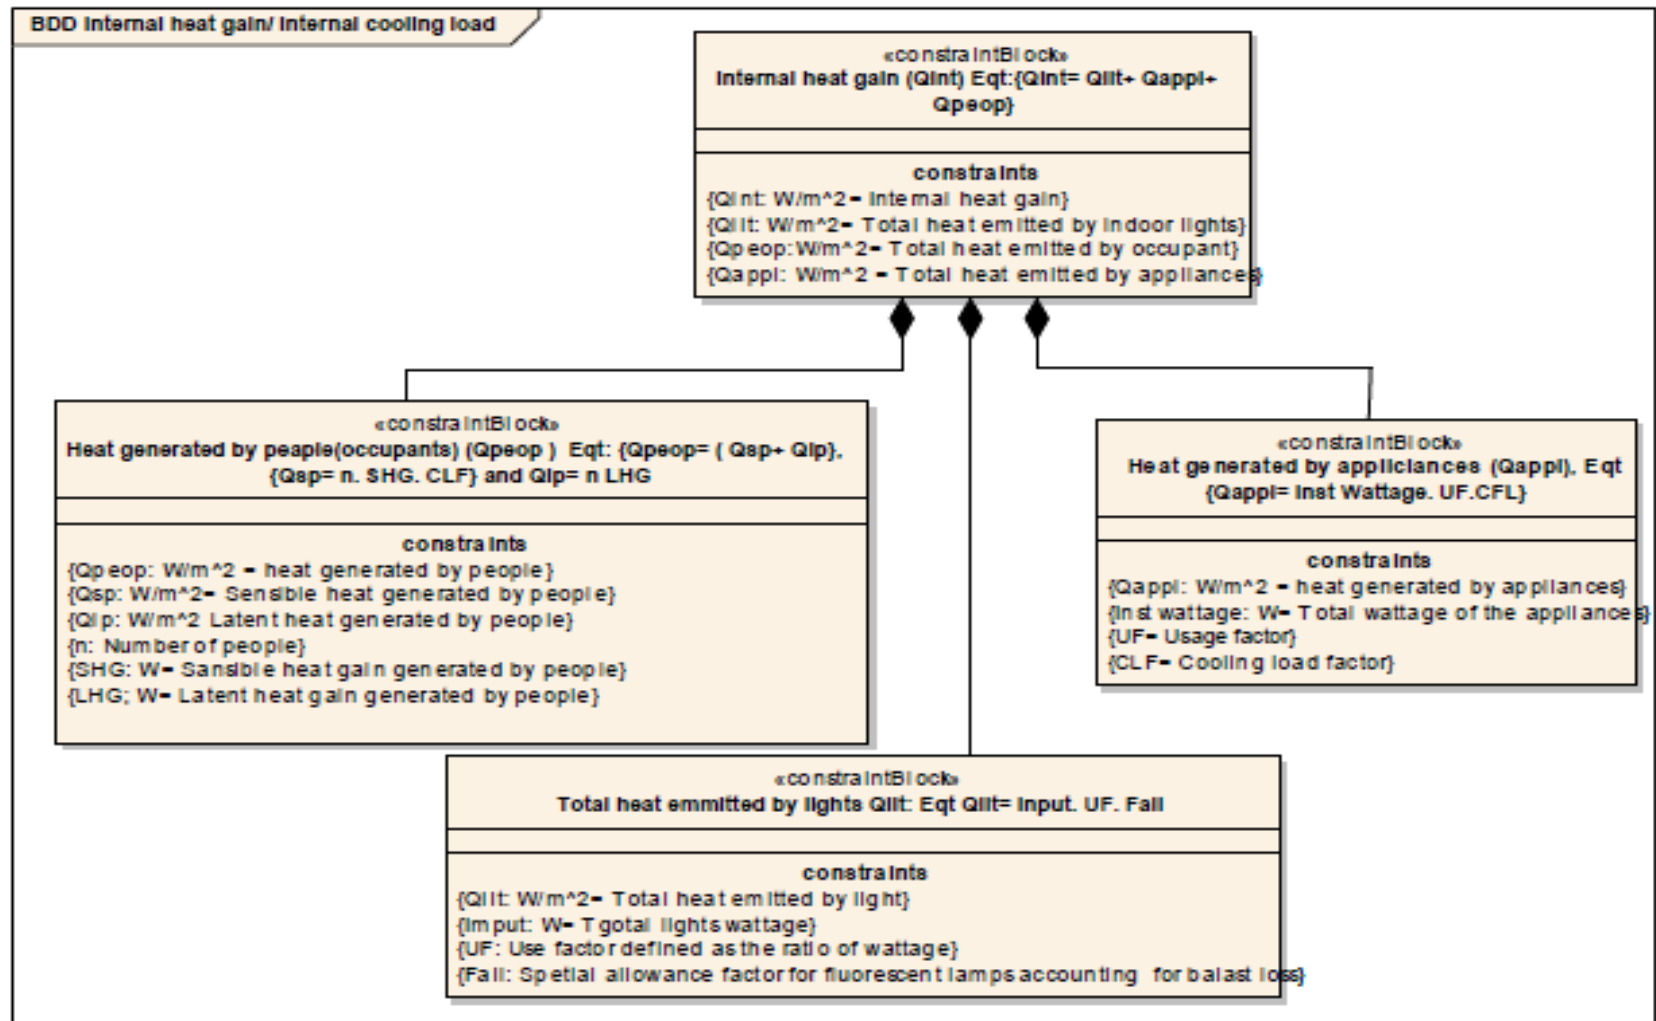 BDD Internal heat gain/ Internal cooling load
«constraintBlock»
Internal heat gain (Qint) Eqt:{Qint= Qilt+ Qappl+
Qpeop}
constraints
{Qint: W/m^2= Internal heat gain}
{Qilt: W/m^2= Total heat emitted by indoor lights}
{Qpeop:W/m^2= Total heat emitted by occupant}
{Qappl: W/m^2 = Total heat emitted by appliances}
«constraintBlock»
Heat generated by peaple(occupants) (Qpeop ) Eqt: {Qpeop= ( Qsp+ Qlp},
{Qsp= n. SHG. CLF} and Qlp= n LHG
constraints
{Qpeop: W/m^2 = heat generated by people}
{Qsp: W/m^2= Sensible heat generated by people}
{Qlp: W/m^2 Latent heat generated by people}
{n: Number of people}
{SHG: W= Sansible heat gain generated by people}
{LHG; W= Latent heat gain generated by people}
«constraintBlock»
Heat generated by appliciances (Qappl), Eqt
{Qappl= Inst Wattage. UF.CFL}
constraints
{Qappl: W/m^2 = heat generated by appliances}
{Inst wattage: W= Total wattage of the appliances}
{UF= Usage factor}
{CLF= Cooling load factor}
«constraintBlock»
Total heat emmitted by lights Qilt: Eqt Qilt= Input. UF. Fall
constraints
{Qilt: W/m^2= Total heat emitted by light}
{Imput: W= Tgotal lights wattage}
{UF: Use factor defined as the ratio of wattage}
{Fall: Spetial allowance factor for fluorescent lamps accounting for balast loss}